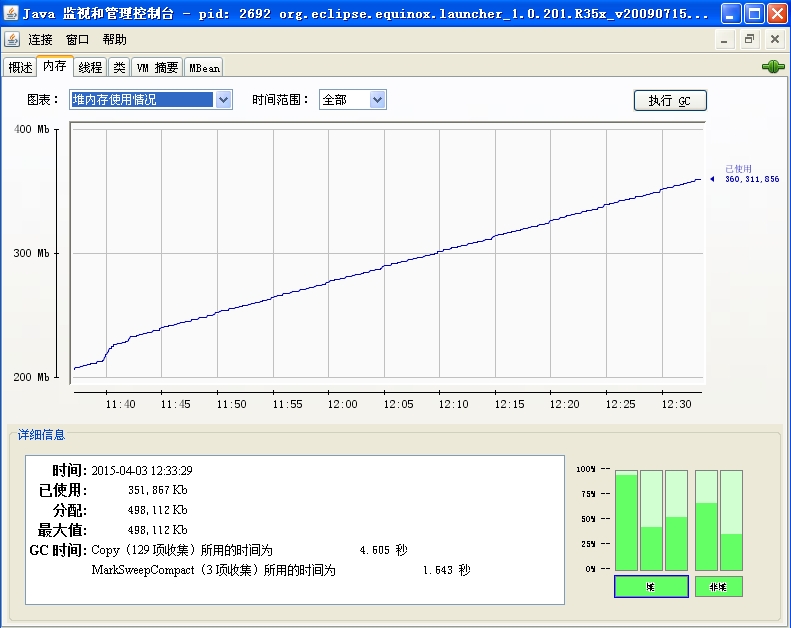 Java 监视和管理控制台 - pid: 2692 org.eclipse.equinox.launcher_1.0.201.R35x_v20090715...
连接 窗口 帮助
概述 内存 线程 类 VM 摘要 MBean
图表： 堆内存使用情况 时间范围： 全部 执行 GC
400 Mb
已使用
360,311,856
300 Mb
200 Mb
11:40 11:45 11:50 11:55 12:00 12:05 12:10 12:15 12:20 12:25 12:30
详细信息
时间: 2015-04-03 12:33:29
已使用: 351,867 Kb
分配: 498,112 Kb
最大值: 498,112 Kb
GC 时间: Copy（129 项收集）所用的时间为 4.605 秒
MarkSweepCompact（3 项收集）所用的时间为 1.643 秒
100%
75%
50%
25%
0%
堆 非堆